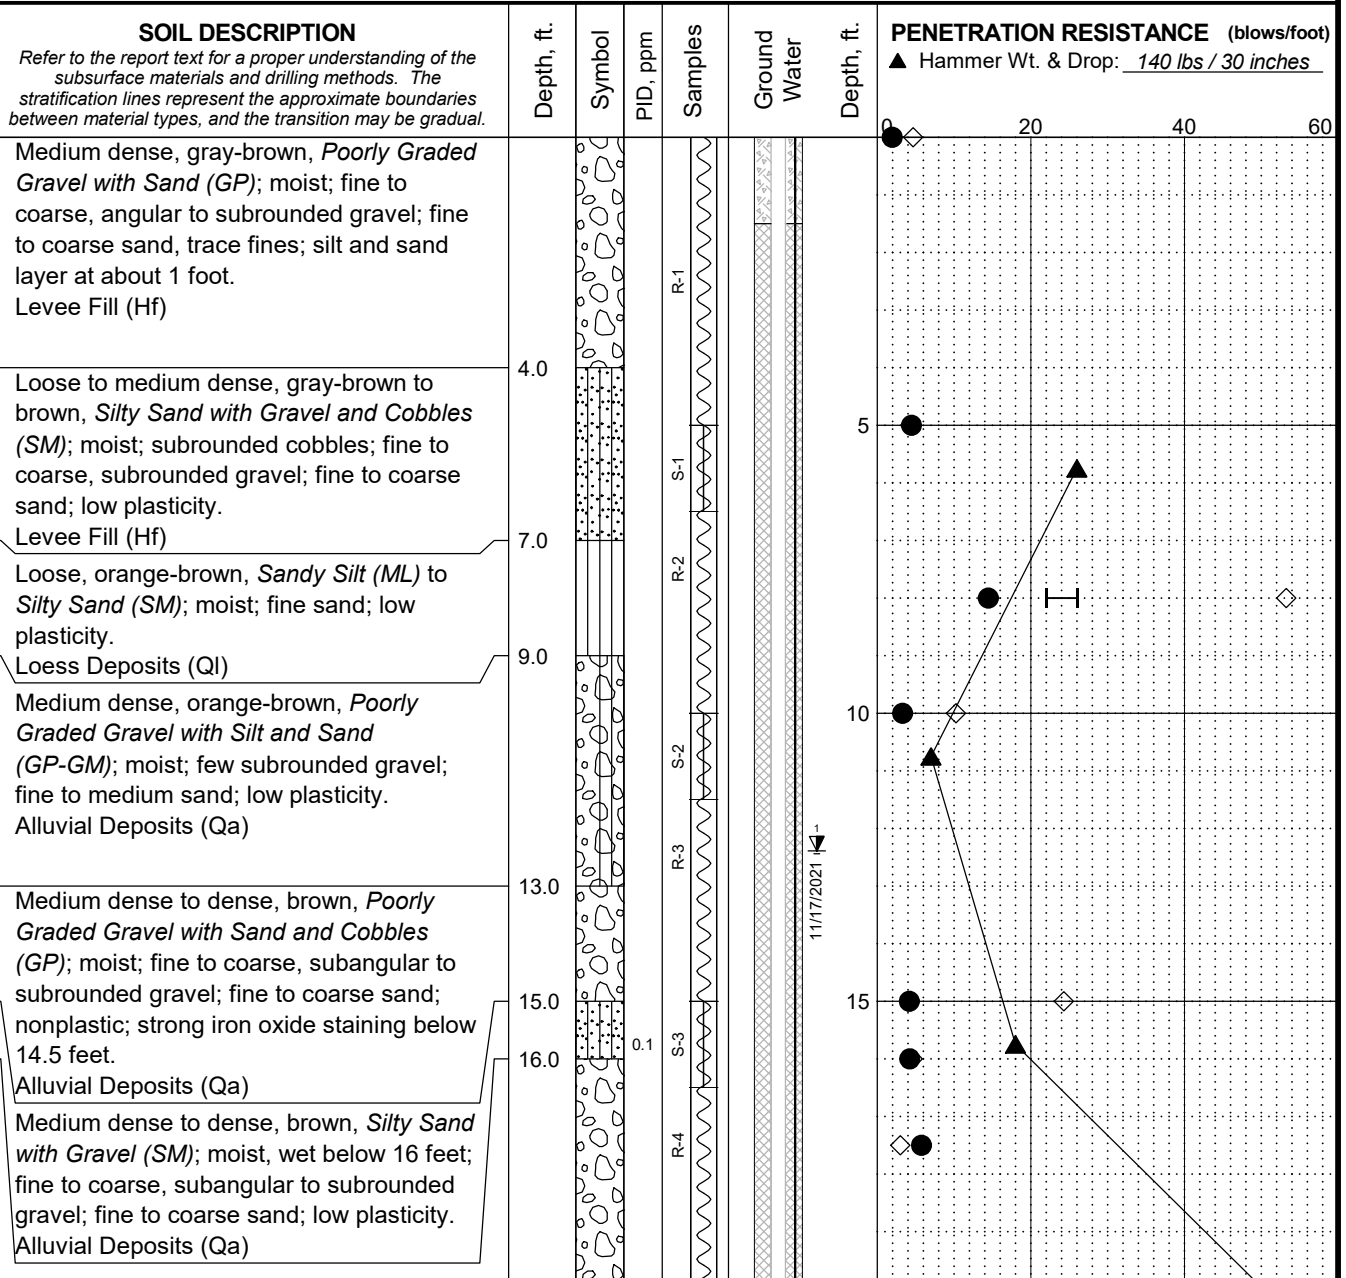 SOIL DESCRIPTION
Refer to the report text for a proper understanding of the
subsurface materials and drilling methods. The
stratification lines represent the approximate boundaries
between material types, and the transition may be gradual.
Depth, ft.
Symbol
PID, ppm
Samples
Ground
Water
Depth, ft.
PENETRATION RESISTANCE (blows/foot)
▲ Hammer Wt. & Drop: 140 lbs / 30 inches
0 20 40 60
Medium dense, gray-brown, Poorly Graded
Gravel with Sand (GP); moist; fine to
coarse, angular to subrounded gravel; fine
to coarse sand, trace fines; silt and sand
layer at about 1 foot.
Levee Fill (Hf)
4.0
Loose to medium dense, gray-brown to
brown, Silty Sand with Gravel and Cobbles
(SM); moist; subrounded cobbles; fine to
coarse, subrounded gravel; fine to coarse
sand; low plasticity.
Levee Fill (Hf)
7.0
Loose, orange-brown, Sandy Silt (ML) to
Silty Sand (SM); moist; fine sand; low
plasticity.
Loess Deposits (Ql)
9.0
Medium dense, orange-brown, Poorly
Graded Gravel with Silt and Sand
(GP-GM); moist; few subrounded gravel;
fine to medium sand; low plasticity.
Alluvial Deposits (Qa)
13.0
Medium dense to dense, brown, Poorly
Graded Gravel with Sand and Cobbles
(GP); moist; fine to coarse, subangular to
subrounded gravel; fine to coarse sand;
nonplastic; strong iron oxide staining below
14.5 feet.
Alluvial Deposits (Qa)
15.0
16.0
Medium dense to dense, brown, Silty Sand
with Gravel (SM); moist, wet below 16 feet;
fine to coarse, subangular to subrounded
gravel; fine to coarse sand; low plasticity.
Alluvial Deposits (Qa)
0.1
R-1
S-1
R-2
S-2
R-3
S-3
R-4
11/17/2021
1
5
10
15